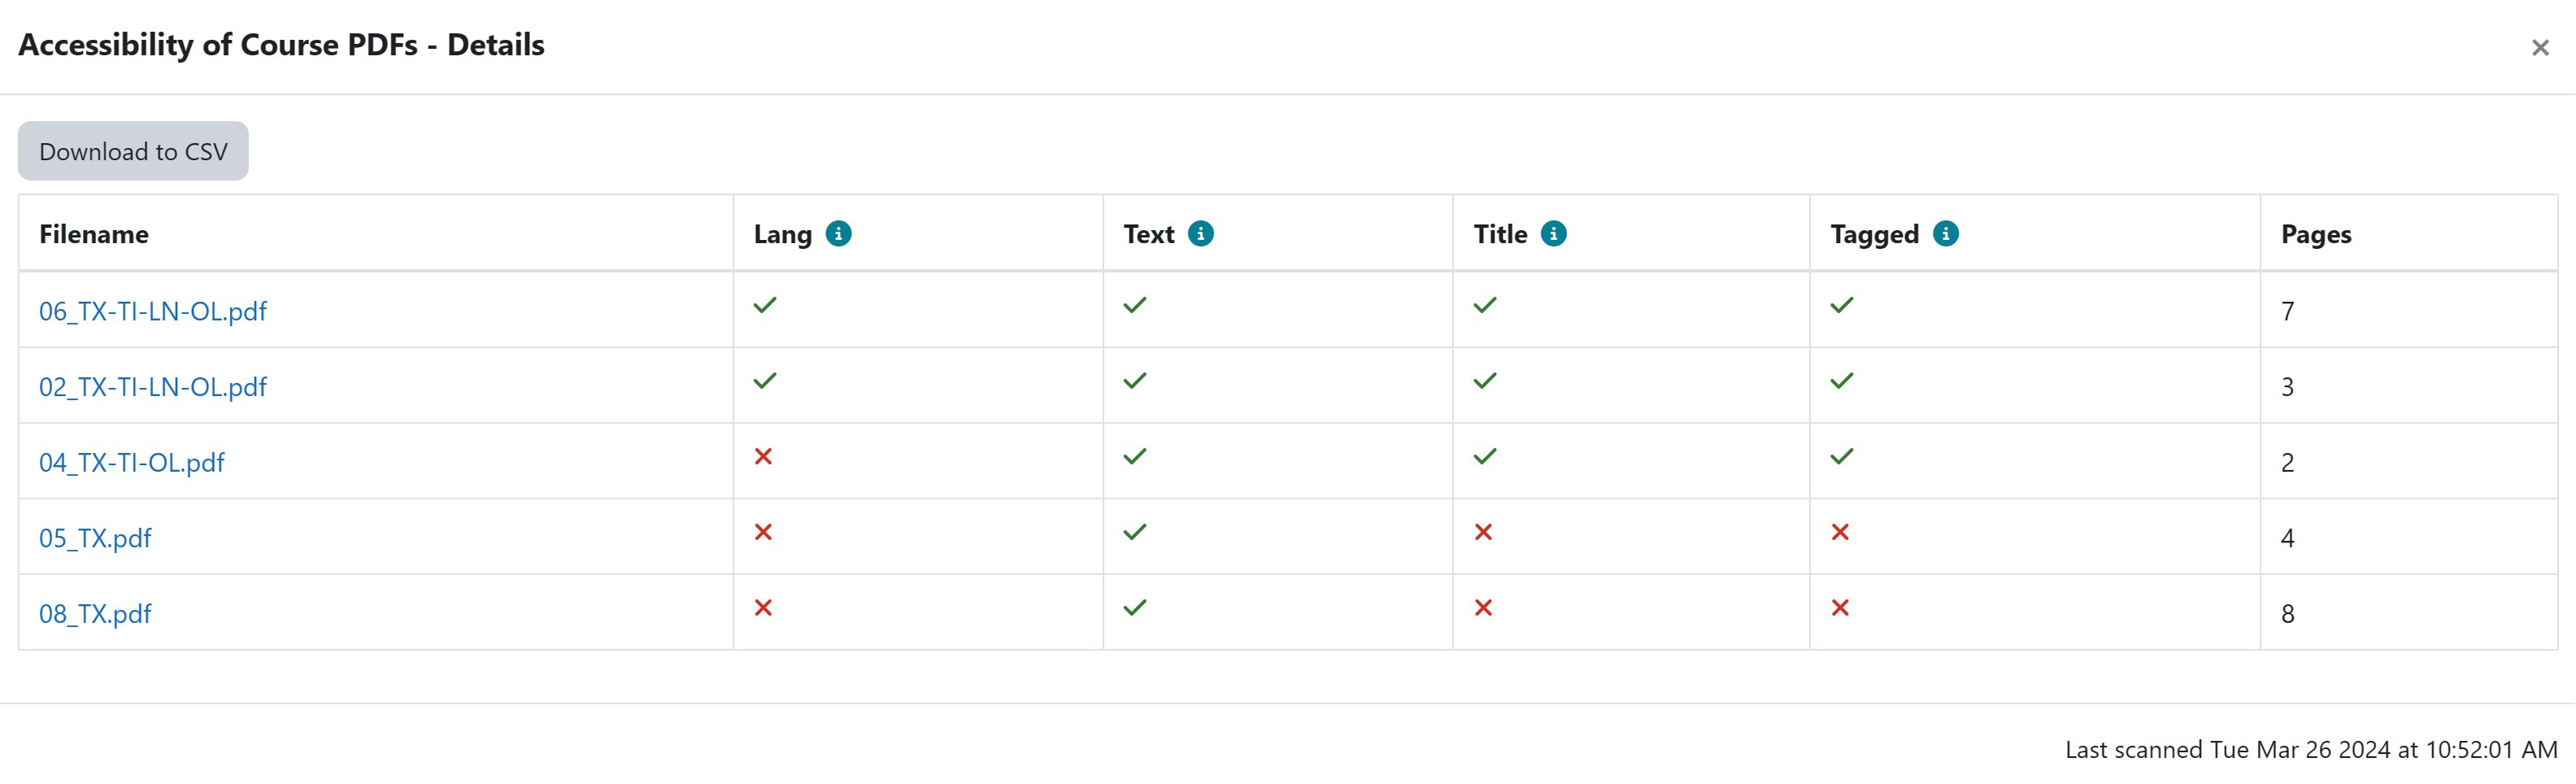 Accessibility of Course PDFs - Details
Download to CSV
Filename Lang Text Title Tagged Pages
06_TX-TI-LN-OL.pdf 7
02_TX-TI-LN-OL.pdf 3
04_TX-TI-OL.pdf 2
05_TX.pdf 4
08_TX.pdf 8
Last scanned Tue Mar 26 2024 at 10:52:01 AM